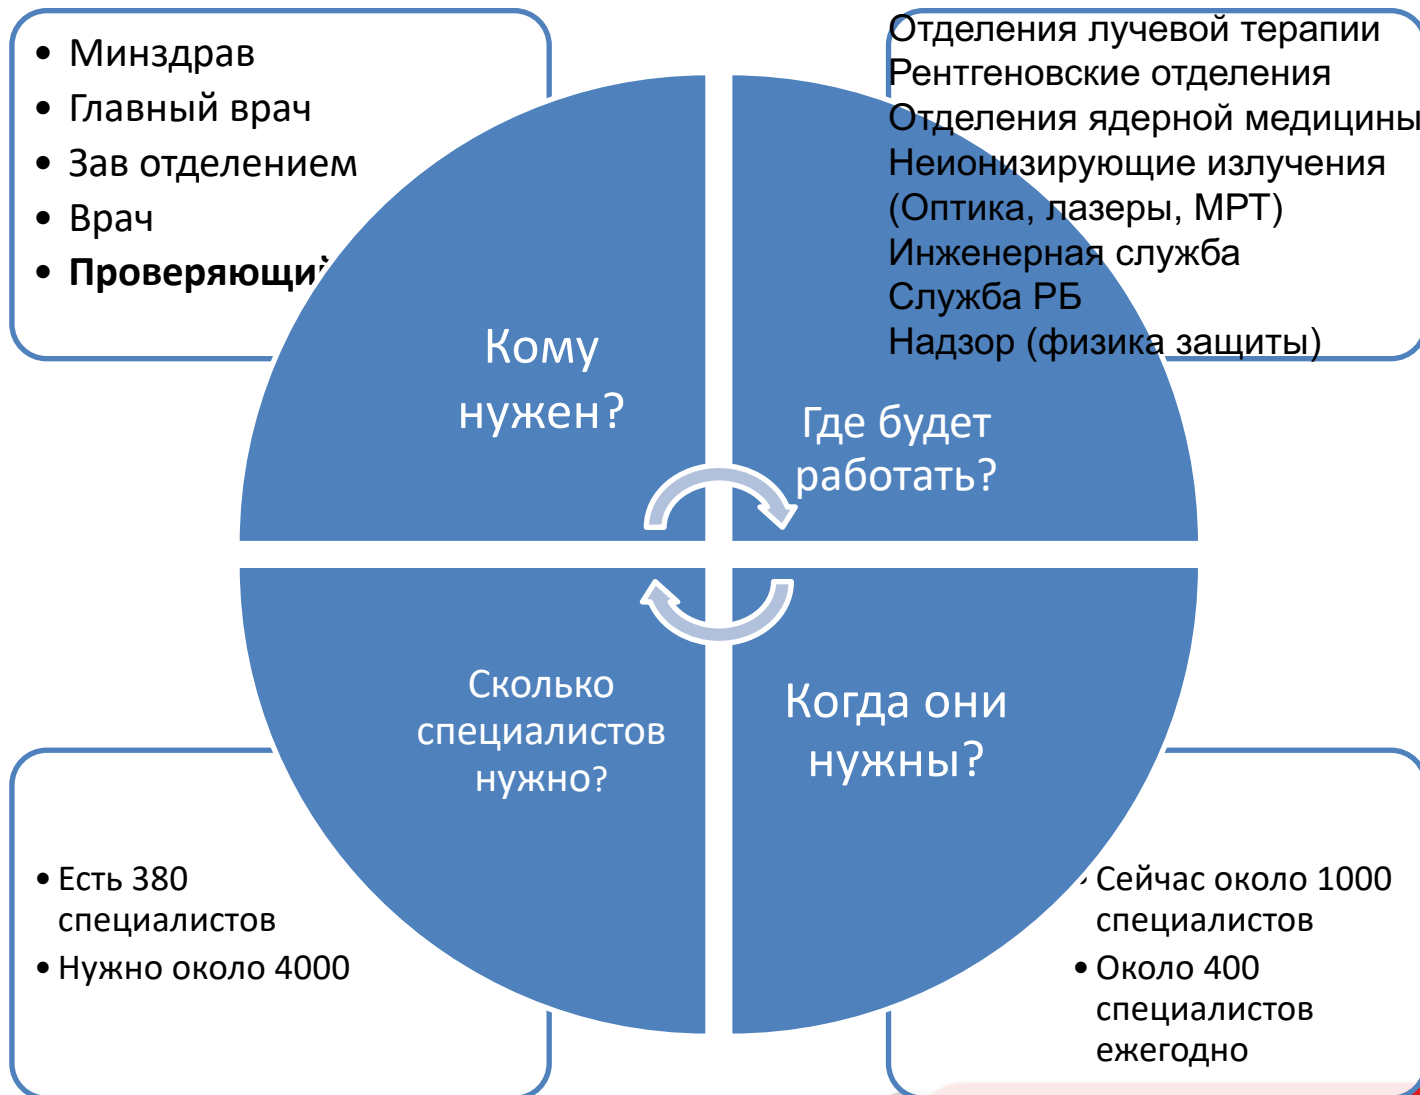 • Минздрав
• Главный врач
• Зав отделением
• Врач
• Проверяющий
Отделения лучевой терапии
Рентгеновские отделения
Отделения ядерной медицины
Неионизирующие излучения
(Оптика, лазеры, МРТ)
Инженерная служба
Служба РБ
Надзор (физика защиты)
Кому
нужен?
Где будет
работать?
Сколько
специалистов
нужно?
Когда они
нужны?
• Есть 380
специалистов
• Нужно около 4000
• Сейчас около 1000
специалистов
• Около 400
специалистов
ежегодно